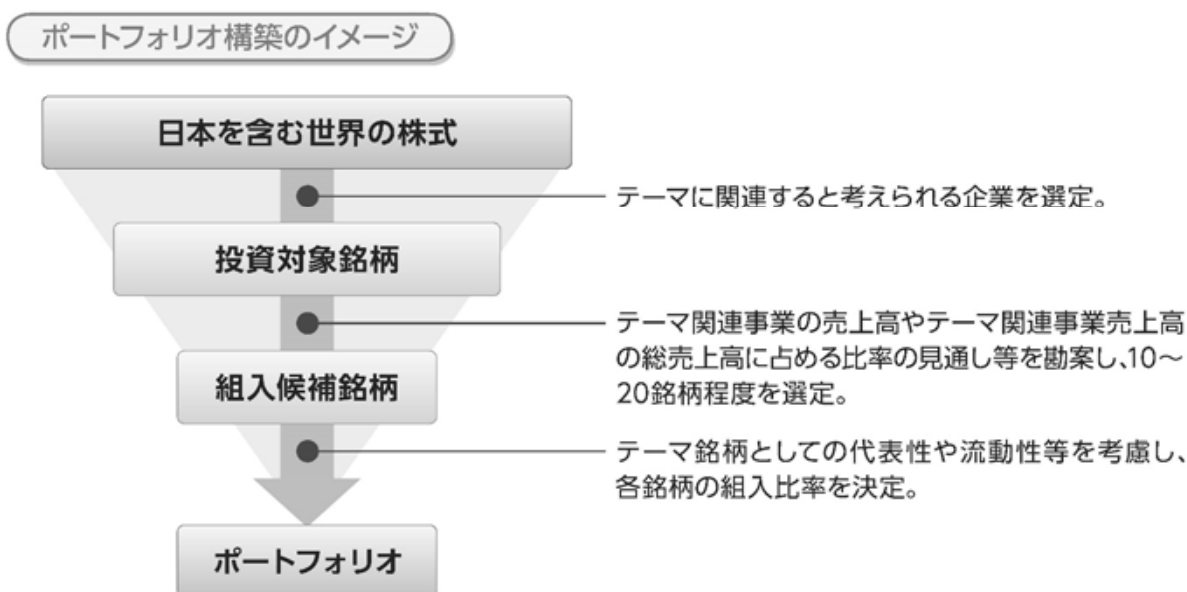 ポートフォリオ構築のイメージ
日本を含む世界の株式
テーマに関連すると考えられる企業を選定。
投資対象銘柄
テーマ関連事業の売上高やテーマ関連事業売上高
の総売上高に占める比率の見通し等を勘案し、10～
20銘柄程度を選定。
組入候補銘柄
テーマ銘柄としての代表性や流動性等を考慮し、
各銘柄の組入比率を決定。
ポートフォリオ